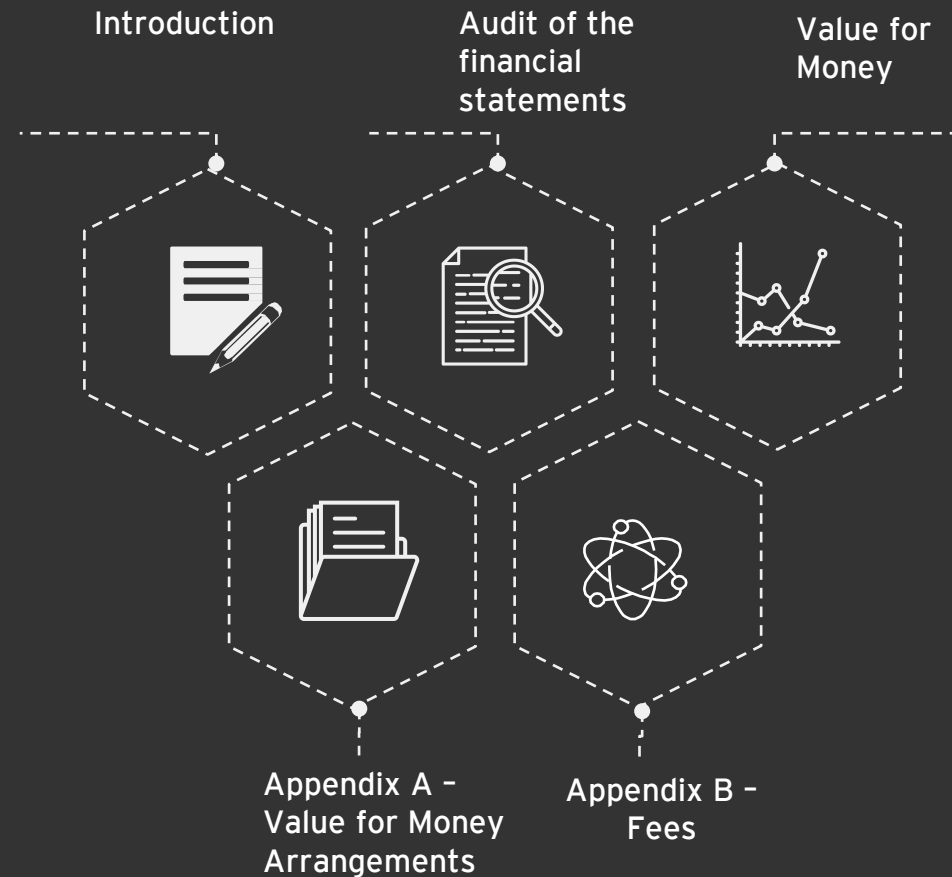 Introduction
Audit of the
financial
statements
Value for
Money
Appendix A –
Value for Money
Arrangements
Appendix B –
Fees